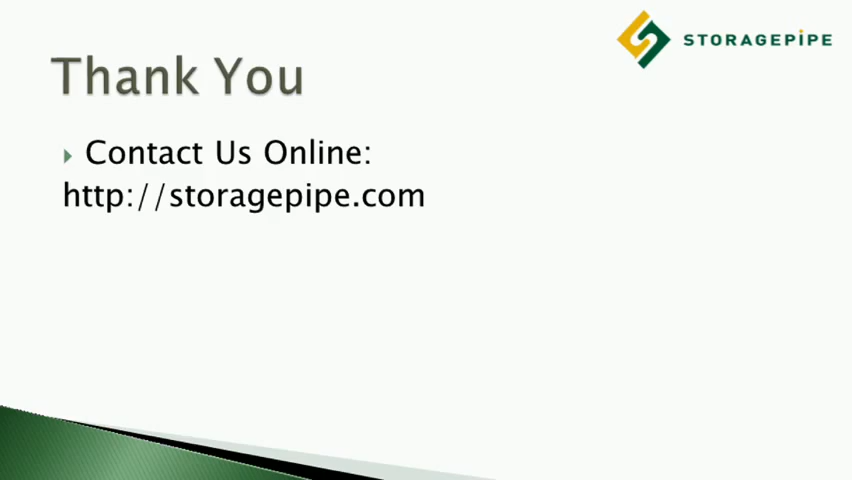 STORAGEPIPE
Thank You
Contact Us Online:
http://storagepipe.com